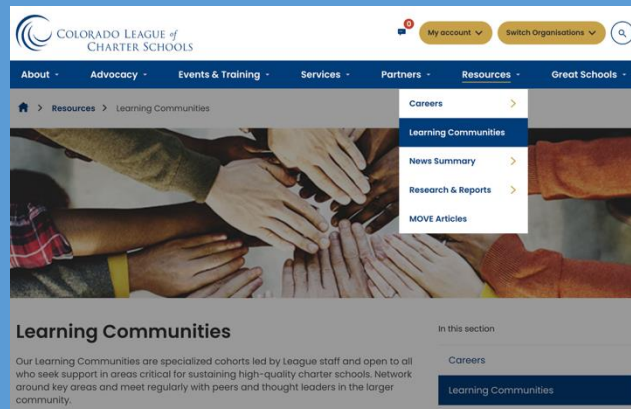 COLORADO LEAGUE of
CHARTER SCHOOLS
0
My account
Switch Organisations
About
Advocacy
Events & Training
Services
Partners
Resources
Great Schools
Resources > Learning Communities
Careers
Learning Communities
News Summary
Research & Reports
MOVE Articles
Learning Communities
Our Learning Communities are specialized cohorts led by League staff and open to all
who seek support in areas critical for sustaining high-quality charter schools. Network
around key areas and meet regularly with peers and thought leaders in the larger
community.
In this section
Careers
Learning Communities